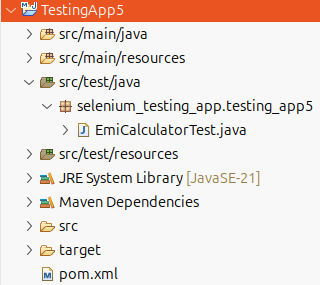 TestingApp5
src/main/java
src/main/resources
src/test/java
selenium_testing_app.testing_app5
EmiCalculatorTest.java
src/test/resources
JRE System Library [JavaSE-21]
Maven Dependencies
src
target
pom.xml